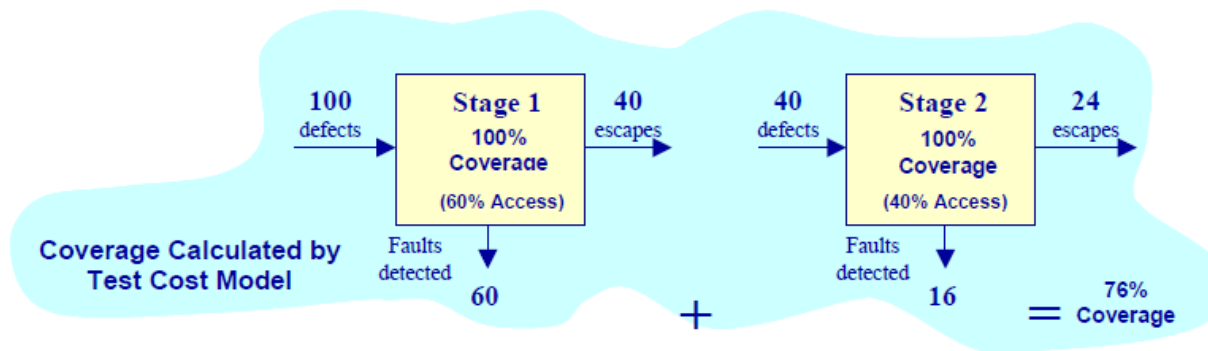 100
defects
Stage 1
100%
Coverage
(60% Access)
40
escapes
Faults
detected
60
40
defects
Stage 2
100%
Coverage
(40% Access)
24
escapes
Faults
detected
16
Coverage Calculated by
Test Cost Model
+
=
76%
Coverage